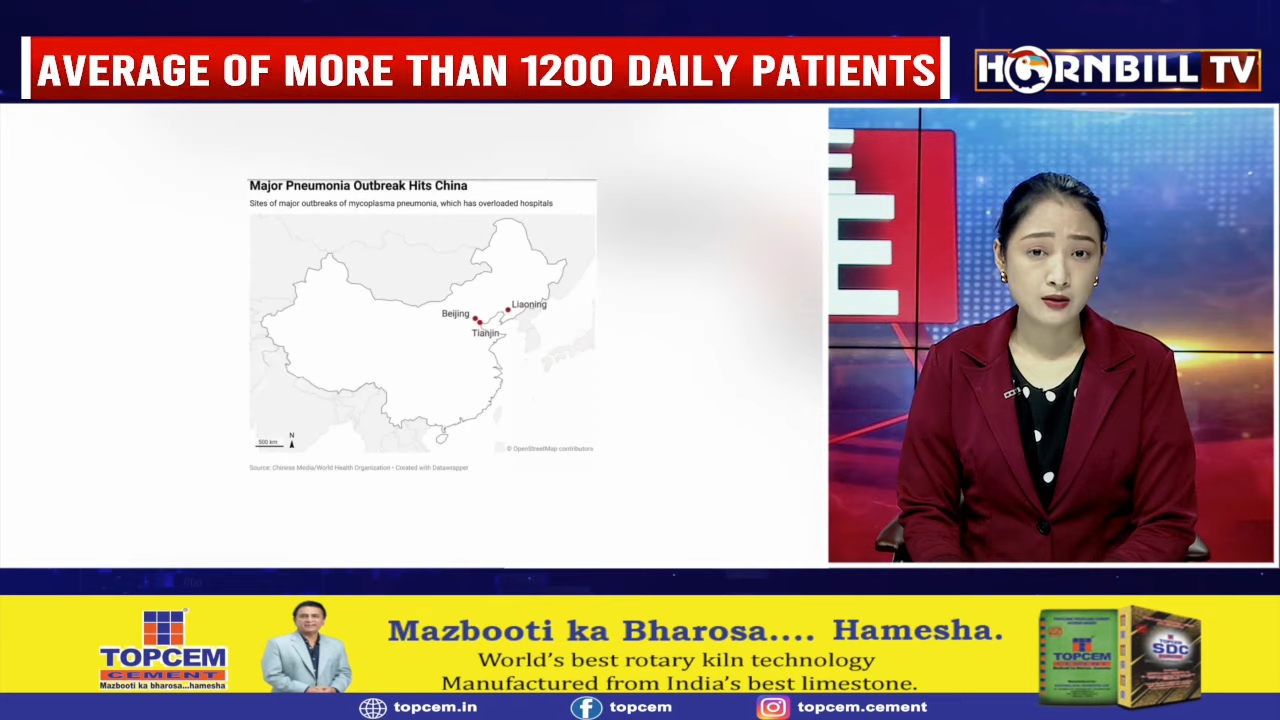 AVERAGE OF MORE THAN 1200 DAILY PATIENTS
HORNBILL TV
Major Pneumonia Outbreak Hits China
Sites of major outbreaks of mycoplasma pneumonia, which has overloaded hospitals
Liaoning
Beijing
Tianjin
500 km
N
© OpenStreetMap contributors
Source: Chinese Media/World Health Organization • Created with Datawrapper
TOPCEM
CEMENT
Mazbooti ka bharosa...hamesha
Mazbooti ka Bharosa.... Hamesha.
World's best rotary kiln technology
Manufactured from India's best limestone.
TOPCEM
CEMENT
TOPCEM
SDC
topcem.in
topcem
topcem.cement